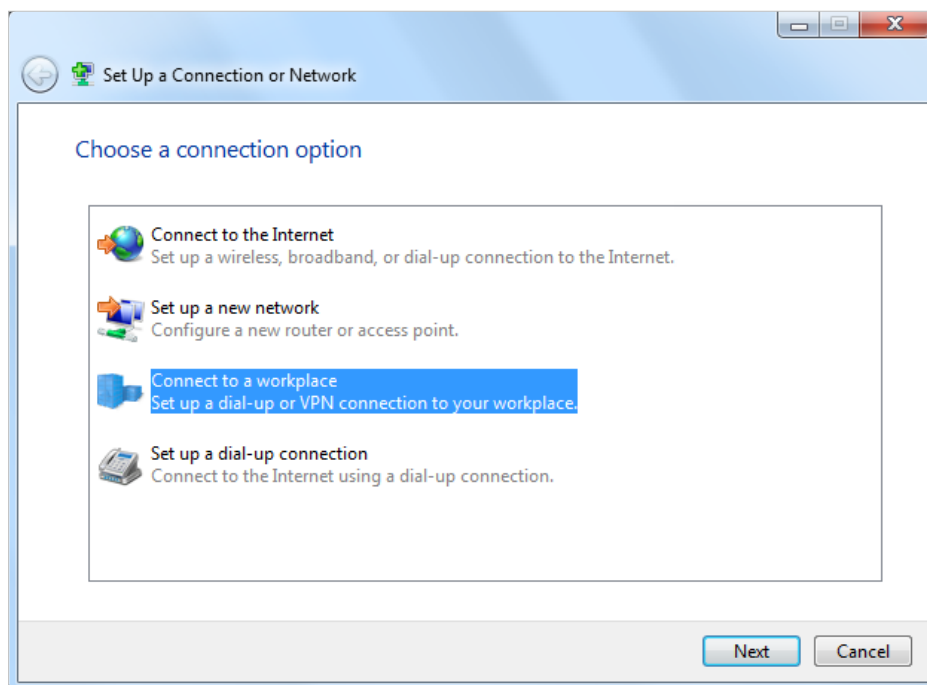 Set Up a Connection or Network
Choose a connection option
Connect to the Internet
Set up a wireless, broadband, or dial-up connection to the Internet.
Set up a new network
Configure a new router or access point.
Connect to a workplace
Set up a dial-up or VPN connection to your workplace.
Set up a dial-up connection
Connect to the Internet using a dial-up connection.
Next Cancel